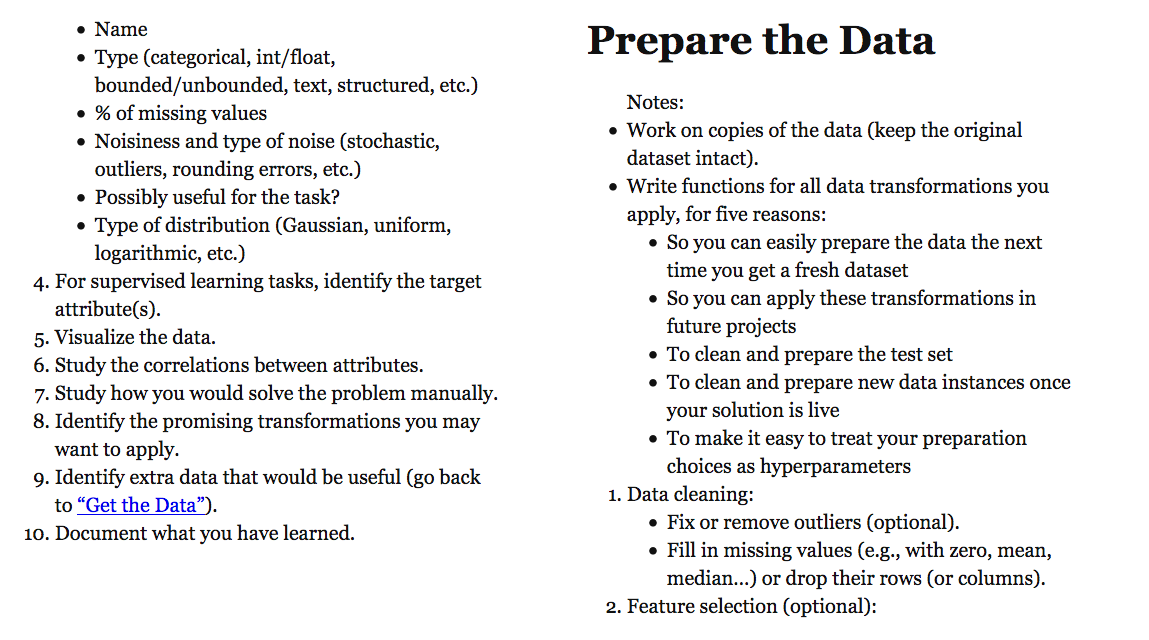 • Name
• Type (categorical, int/float,
bounded/unbounded, text, structured, etc.)
• % of missing values
• Noisiness and type of noise (stochastic,
outliers, rounding errors, etc.)
• Possibly useful for the task?
• Type of distribution (Gaussian, uniform,
logarithmic, etc.)
4. For supervised learning tasks, identify the target
attribute(s).
5. Visualize the data.
6. Study the correlations between attributes.
7. Study how you would solve the problem manually.
8. Identify the promising transformations you may
want to apply.
9. Identify extra data that would be useful (go back
to “Get the Data”).
10. Document what you have learned.
Prepare the Data
Notes:
• Work on copies of the data (keep the original
dataset intact).
• Write functions for all data transformations you
apply, for five reasons:
• So you can easily prepare the data the next
time you get a fresh dataset
• So you can apply these transformations in
future projects
• To clean and prepare the test set
• To clean and prepare new data instances once
your solution is live
• To make it easy to treat your preparation
choices as hyperparameters
1. Data cleaning:
• Fix or remove outliers (optional).
• Fill in missing values (e.g., with zero, mean,
median...) or drop their rows (or columns).
2. Feature selection (optional):